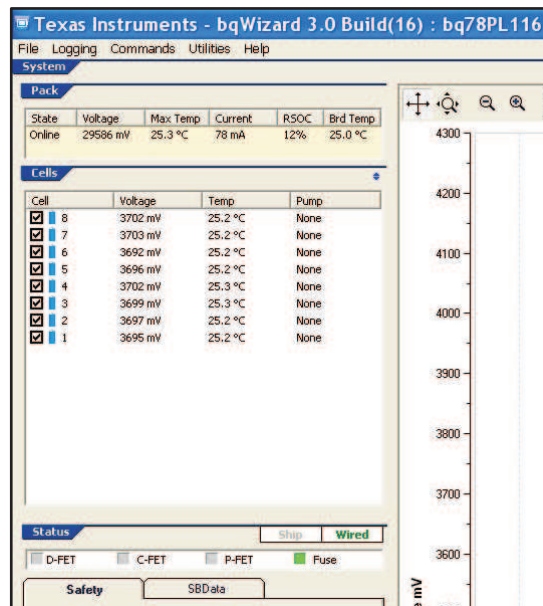 Texas Instruments - bqWizard 3.0 Build(16) : bq78PL116
File Logging Commands Utilities Help
System
Pack
State Voltage Max Temp Current RSOC Brd Temp
Online 29586 mV 25.3 °C 78 mA 12% 25.0 °C
Cells
Cell Voltage Temp Pump
8 3702 mV 25.2 °C None
7 3703 mV 25.2 °C None
6 3692 mV 25.2 °C None
5 3696 mV 25.2 °C None
4 3702 mV 25.3 °C None
3 3699 mV 25.3 °C None
2 3697 mV 25.2 °C None
1 3695 mV 25.2 °C None
Status Ship Wired
D-FET C-FET P-FET Fuse
Safety SBData
4300
4200
4100
4000
3900
3800
3700
3600
mV